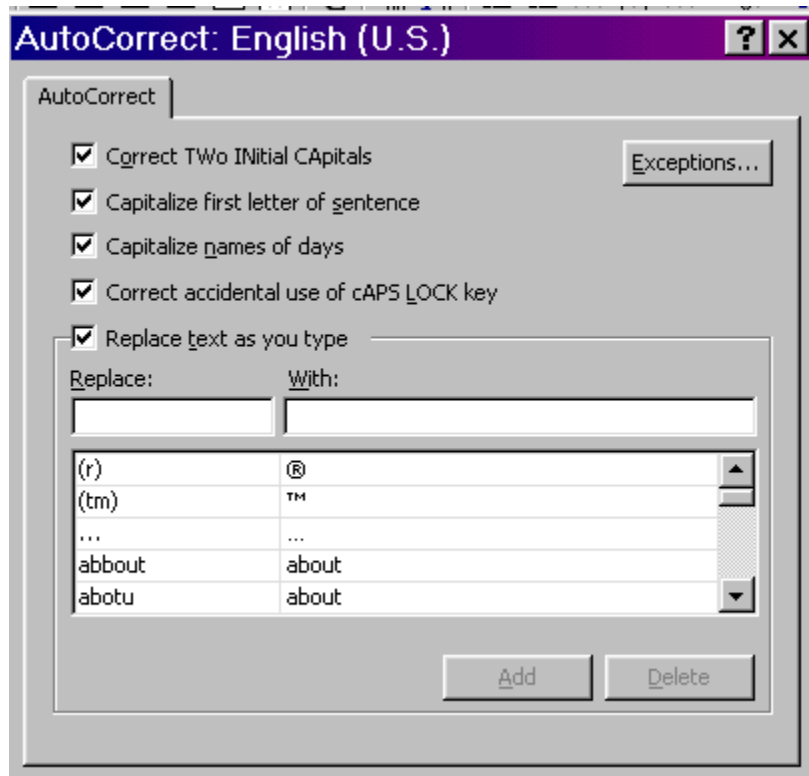 AutoCorrect: English (U.S.)
AutoCorrect
Correct TWo INitial CApitals
Exceptions...
Capitalize first letter of sentence
Capitalize names of days
Correct accidental use of cAPS LOCK key
Replace text as you type
Replace: With:
(r) ®
(tm) ™
... …
abbout about
abotu about
Add Delete